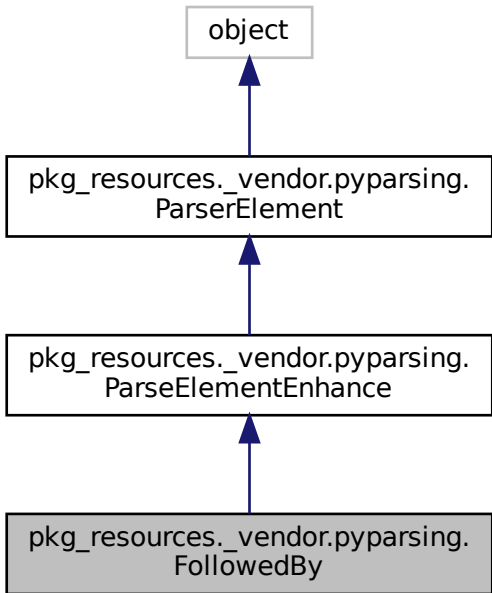 object
pkg_resources._vendor.pyparsing.
ParserElement
pkg_resources._vendor.pyparsing.
ParseElementEnhance
pkg_resources._vendor.pyparsing.
FollowedBy